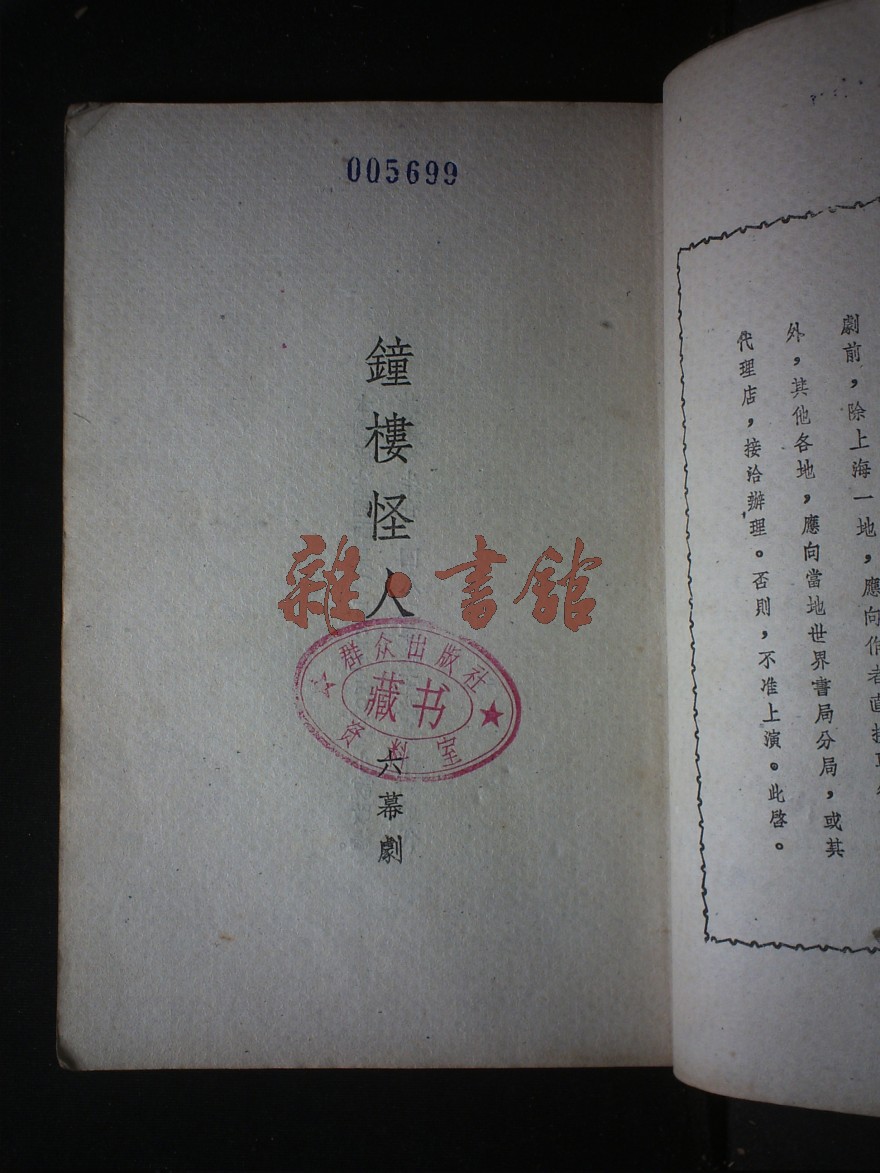 005699
鐘樓怪人
六幕劇
雜·書館
群众出版社
藏书
资料室
劇前，除上海一地，應向作者直接
外，其他各地，應向當地世界書局分局，或其
代理店，接洽辦理。否則，不准上演。此啓。